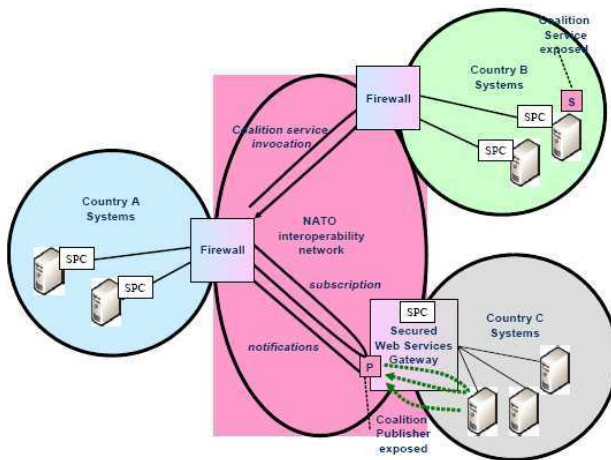 Coalition
Service
exposed
Country B
Systems
S
SPC
SPC
Firewall
Coalition service
invocation
Country A
Systems
SPC
SPC
Firewall
NATO
interoperability
network
subscription
notifications
SPC
Secured
Web Services
Gateway
P
Country C
Systems
Coalition
Publisher
exposed